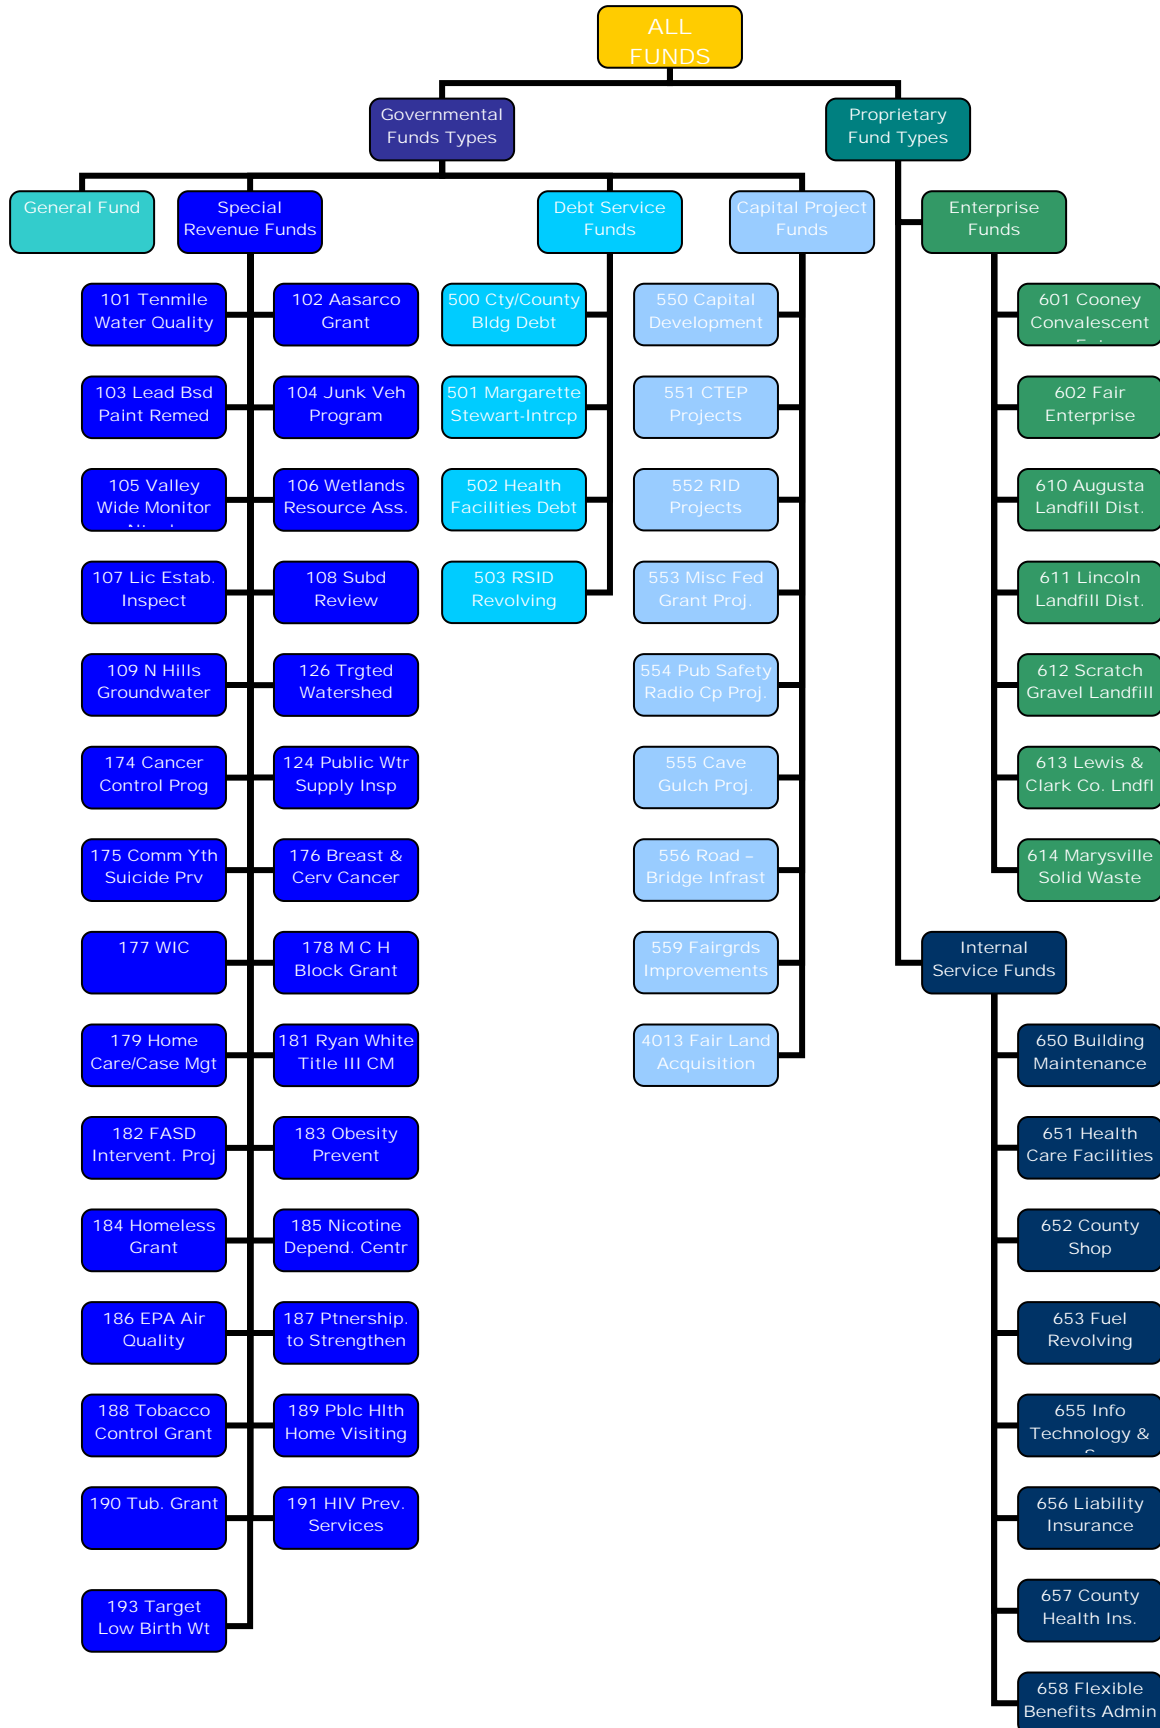 ALL
FUNDS
Governmental
Funds Types
Proprietary
Fund Types
General Fund
Special
Revenue Funds
Debt Service
Funds
Capital Project
Funds
Enterprise
Funds
101 Tenmile
Water Quality
102 Aasarco
Grant
500 Cty/County
Bldg Debt
550 Capital
Development
601 Cooney
Convalescent
103 Lead Bsd
Paint Remed
104 Junk Veh
Program
501 Margarette
Stewart-Intrcp
551 CTEP
Projects
602 Fair
Enterprise
105 Valley
Wide Monitor
106 Wetlands
Resource Ass.
502 Health
Facilities Debt
552 RID
Projects
610 Augusta
Landfill Dist.
107 Lic Estab.
Inspect
108 Subd
Review
503 RSID
Revolving
553 Misc Fed
Grant Proj.
611 Lincoln
Landfill Dist.
109 N Hills
Groundwater
126 Trgted
Watershed
554 Pub Safety
Radio Cp Proj.
612 Scratch
Gravel Landfill
174 Cancer
Control Prog
124 Public Wtr
Supply Insp
555 Cave
Gulch Proj.
613 Lewis &
Clark Co. Lndfl
175 Comm Yth
Suicide Prv
176 Breast &
Cerv Cancer
556 Road –
Bridge Infrast
614 Marysville
Solid Waste
177 WIC
178 M C H
Block Grant
559 Fairgrds
Improvements
Internal
Service Funds
179 Home
Care/Case Mgt
181 Ryan White
Title III CM
4013 Fair Land
Acquisition
650 Building
Maintenance
182 FASD
Intervent. Proj
183 Obesity
Prevent
651 Health
Care Facilities
184 Homeless
Grant
185 Nicotine
Depend. Centr
652 County
Shop
186 EPA Air
Quality
187 Ptnership.
to Strengthen
653 Fuel
Revolving
188 Tobacco
Control Grant
189 Pblc Hlth
Home Visiting
655 Info
Technology &
190 Tub. Grant
191 HIV Prev.
Services
656 Liability
Insurance
193 Target
Low Birth Wt
657 County
Health Ins.
658 Flexible
Benefits Admin